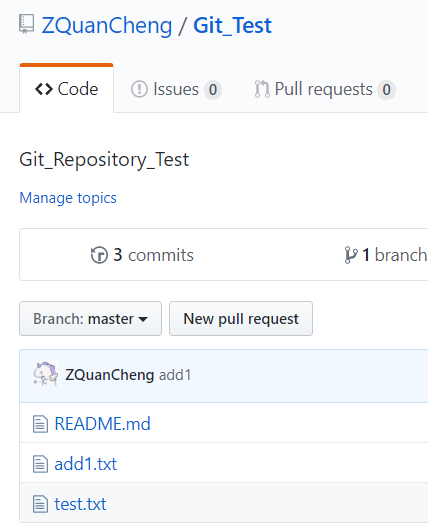 ZQuanCheng / Git_Test
Code Issues 0 Pull requests 0
Git_Repository_Test
Manage topics
3 commits 1 branch
Branch: master New pull request
ZQuanCheng add1
README.md
add1.txt
test.txt